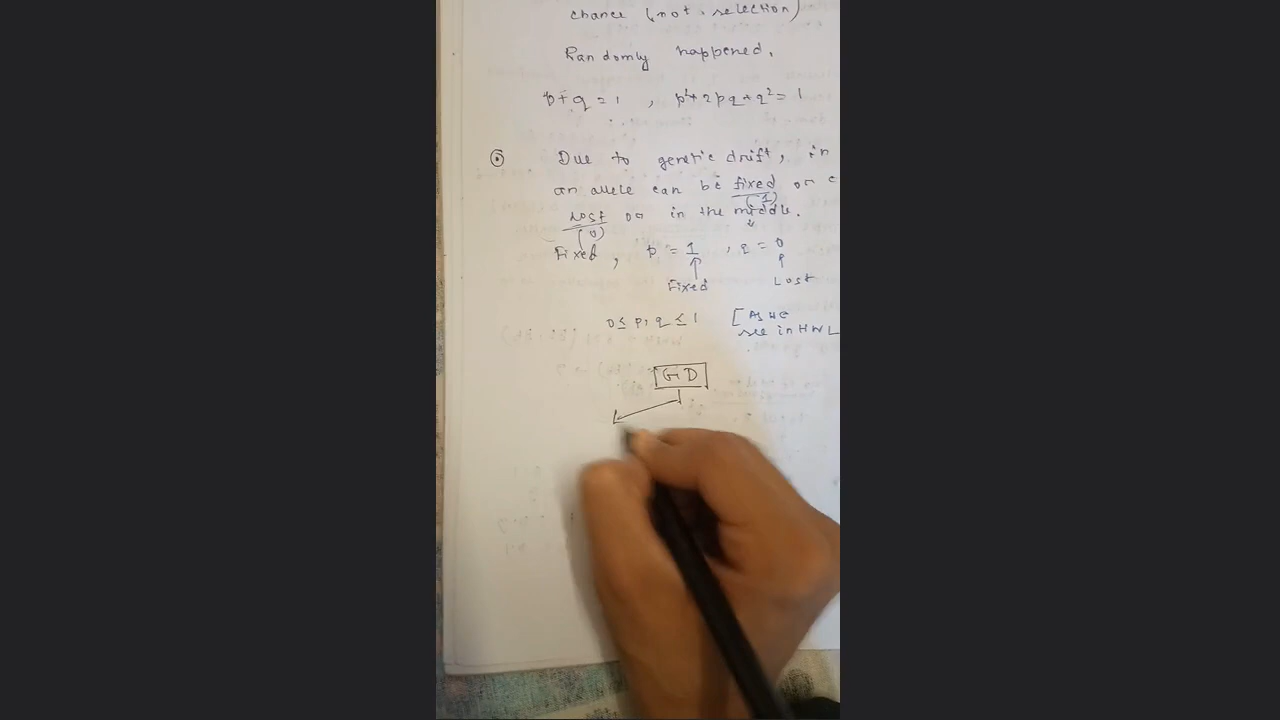 chance (not selection)
Randomly happened.
p+q=1 , p²+2pq+q²=1
Due to genetic drift, in
an allele can be fixed or
(1)
Lost or in the middle.
(0)
Fixed, p = 1 , q = 0
Fixed Lost
0 ≤ p, q ≤ 1 [As we
see in HWL
GD